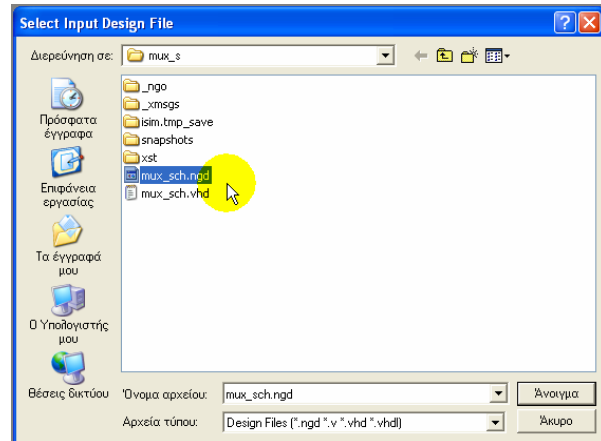 Select Input Design File
Διερεύνηση σε:
mux_s
_ngo
_xmsgs
isim.tmp_save
snapshots
xst
mux_sch.ngd
mux_sch.vhd
Πρόσφατα
έγγραφα
Επιφάνεια
εργασίας
Τα έγγραφά
μου
Ο Υπολογιστής
μου
Θέσεις δικτύου
Όνομα αρχείου:
mux_sch.ngd
Άνοιγμα
Αρχεία τύπου:
Design Files (*.ngd *.v *.vhd *.vhdl)
Άκυρο